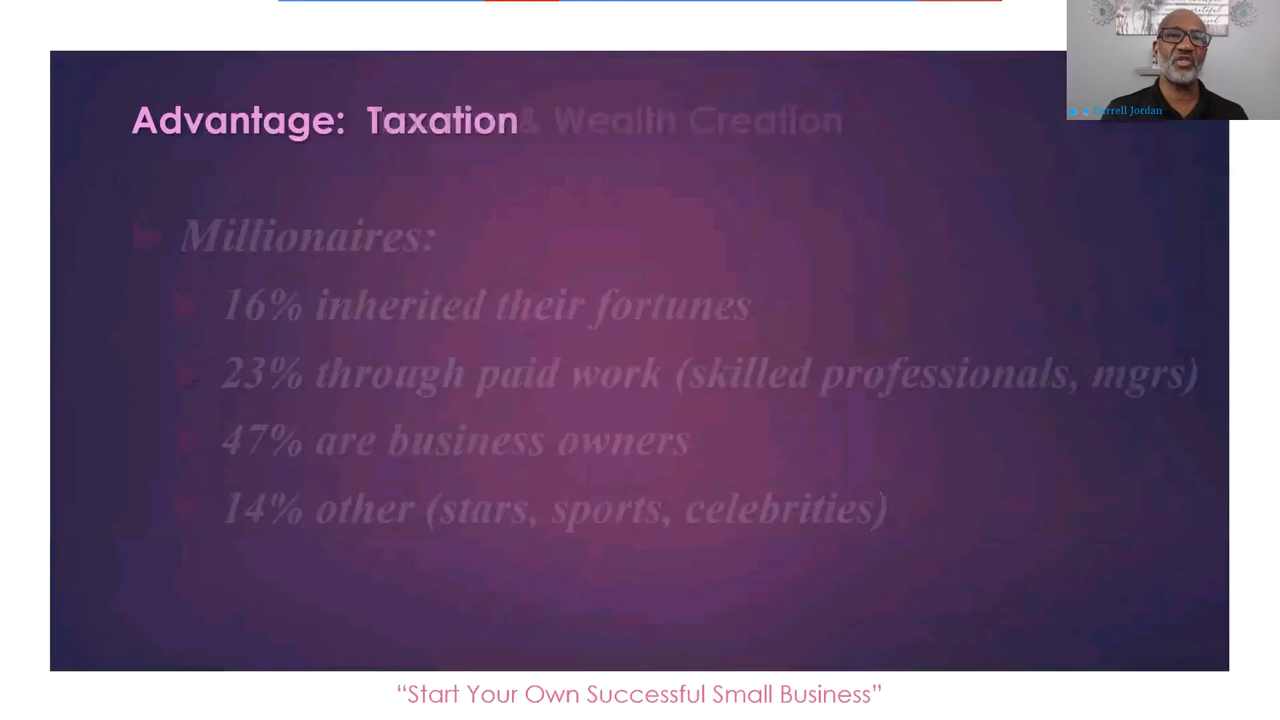 Advantage: Taxation & Wealth Creation
Millionaires:
16% inherited their fortunes
23% through paid work (skilled professionals, mgrs)
47% are business owners
14% other (stars, sports, celebrities)
Jordan
“Start Your Own Successful Small Business”